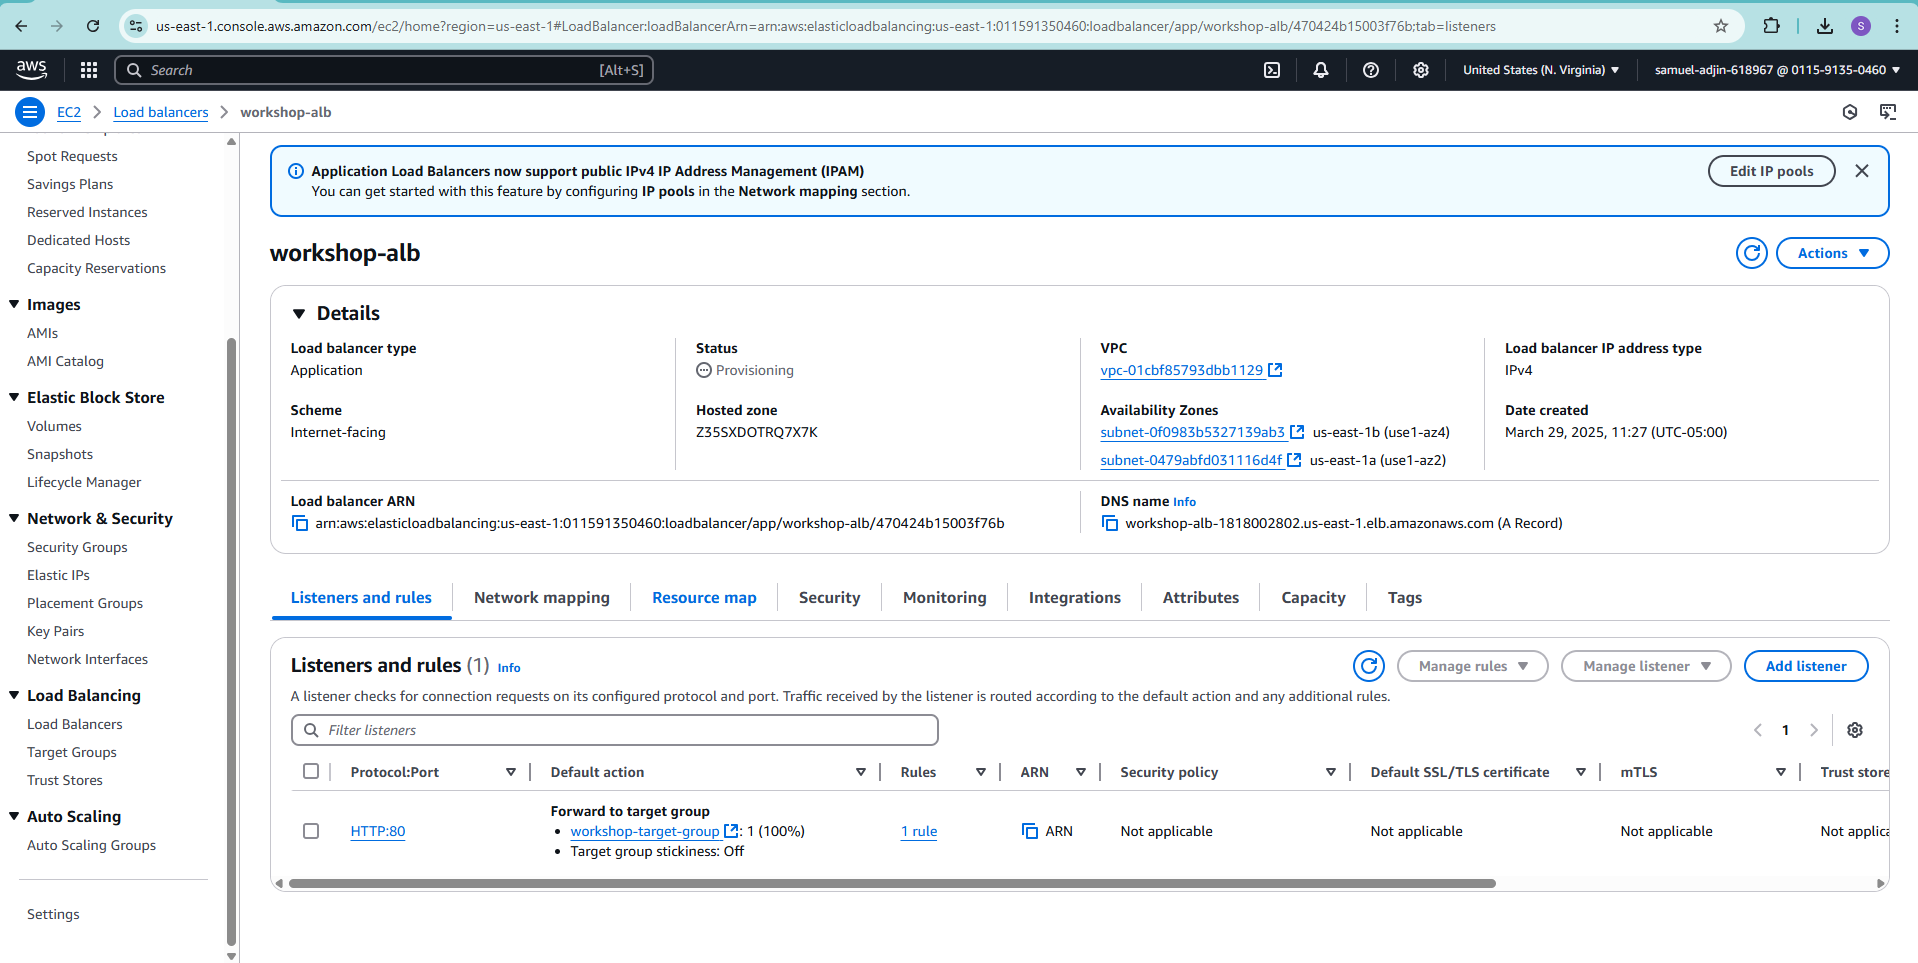 us-east-1.console.aws.amazon.com/ec2/home?region=us-east-1#LoadBalancer:loadBalancerArn=arn:aws:elasticloadbalancing:us-east-1:011591350460:loadbalancer/app/workshop-alb/470424b15003f76b;tab=listeners
S
aws
Search
[Alt+S]
United States (N. Virginia)
samuel-adjin-618967 @ 0115-9135-0460
EC2
Load balancers
workshop-alb
Spot Requests
Savings Plans
Reserved Instances
Dedicated Hosts
Capacity Reservations
Images
AMIs
AMI Catalog
Elastic Block Store
Volumes
Snapshots
Lifecycle Manager
Network & Security
Security Groups
Elastic IPs
Placement Groups
Key Pairs
Network Interfaces
Load Balancing
Load Balancers
Target Groups
Trust Stores
Auto Scaling
Auto Scaling Groups
Settings
Application Load Balancers now support public IPv4 IP Address Management (IPAM)
You can get started with this feature by configuring IP pools in the Network mapping section.
Edit IP pools
workshop-alb
Actions
Details
Load balancer type
Application
Status
Provisioning
VPC
vpc-01cbf85793dbb1129
Load balancer IP address type
IPv4
Scheme
Internet-facing
Hosted zone
Z35SXDOTRQ7X7K
Availability Zones
subnet-0f0983b5327139ab3 us-east-1b (use1-az4)
subnet-0479abfd031116d4f us-east-1a (use1-az2)
Date created
March 29, 2025, 11:27 (UTC-05:00)
Load balancer ARN
arn:aws:elasticloadbalancing:us-east-1:011591350460:loadbalancer/app/workshop-alb/470424b15003f76b
DNS name Info
workshop-alb-1818002802.us-east-1.elb.amazonaws.com (A Record)
Listeners and rules
Network mapping
Resource map
Security
Monitoring
Integrations
Attributes
Capacity
Tags
Listeners and rules (1) Info
Manage rules
Manage listener
Add listener
A listener checks for connection requests on its configured protocol and port. Traffic received by the listener is routed according to the default action and any additional rules.
Filter listeners
1
Protocol:Port
Default action
Rules
ARN
Security policy
Default SSL/TLS certificate
mTLS
Trust store
HTTP:80
Forward to target group
• workshop-target-group : 1 (100%)
• Target group stickiness: Off
1 rule
ARN
Not applicable
Not applicable
Not applicable
Not applica